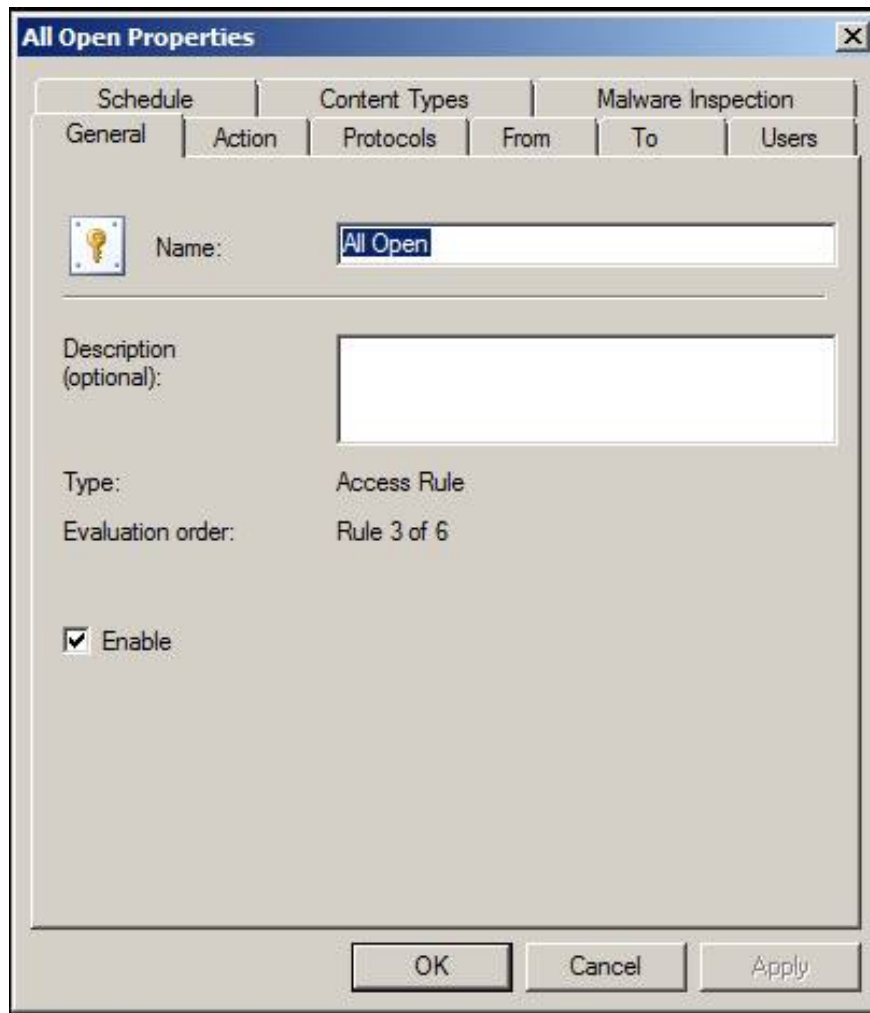 All Open Properties
Schedule Content Types Malware Inspection
General Action Protocols From To Users
Name: All Open
Description
(optional):
Type: Access Rule
Evaluation order: Rule 3 of 6
Enable
OK Cancel Apply